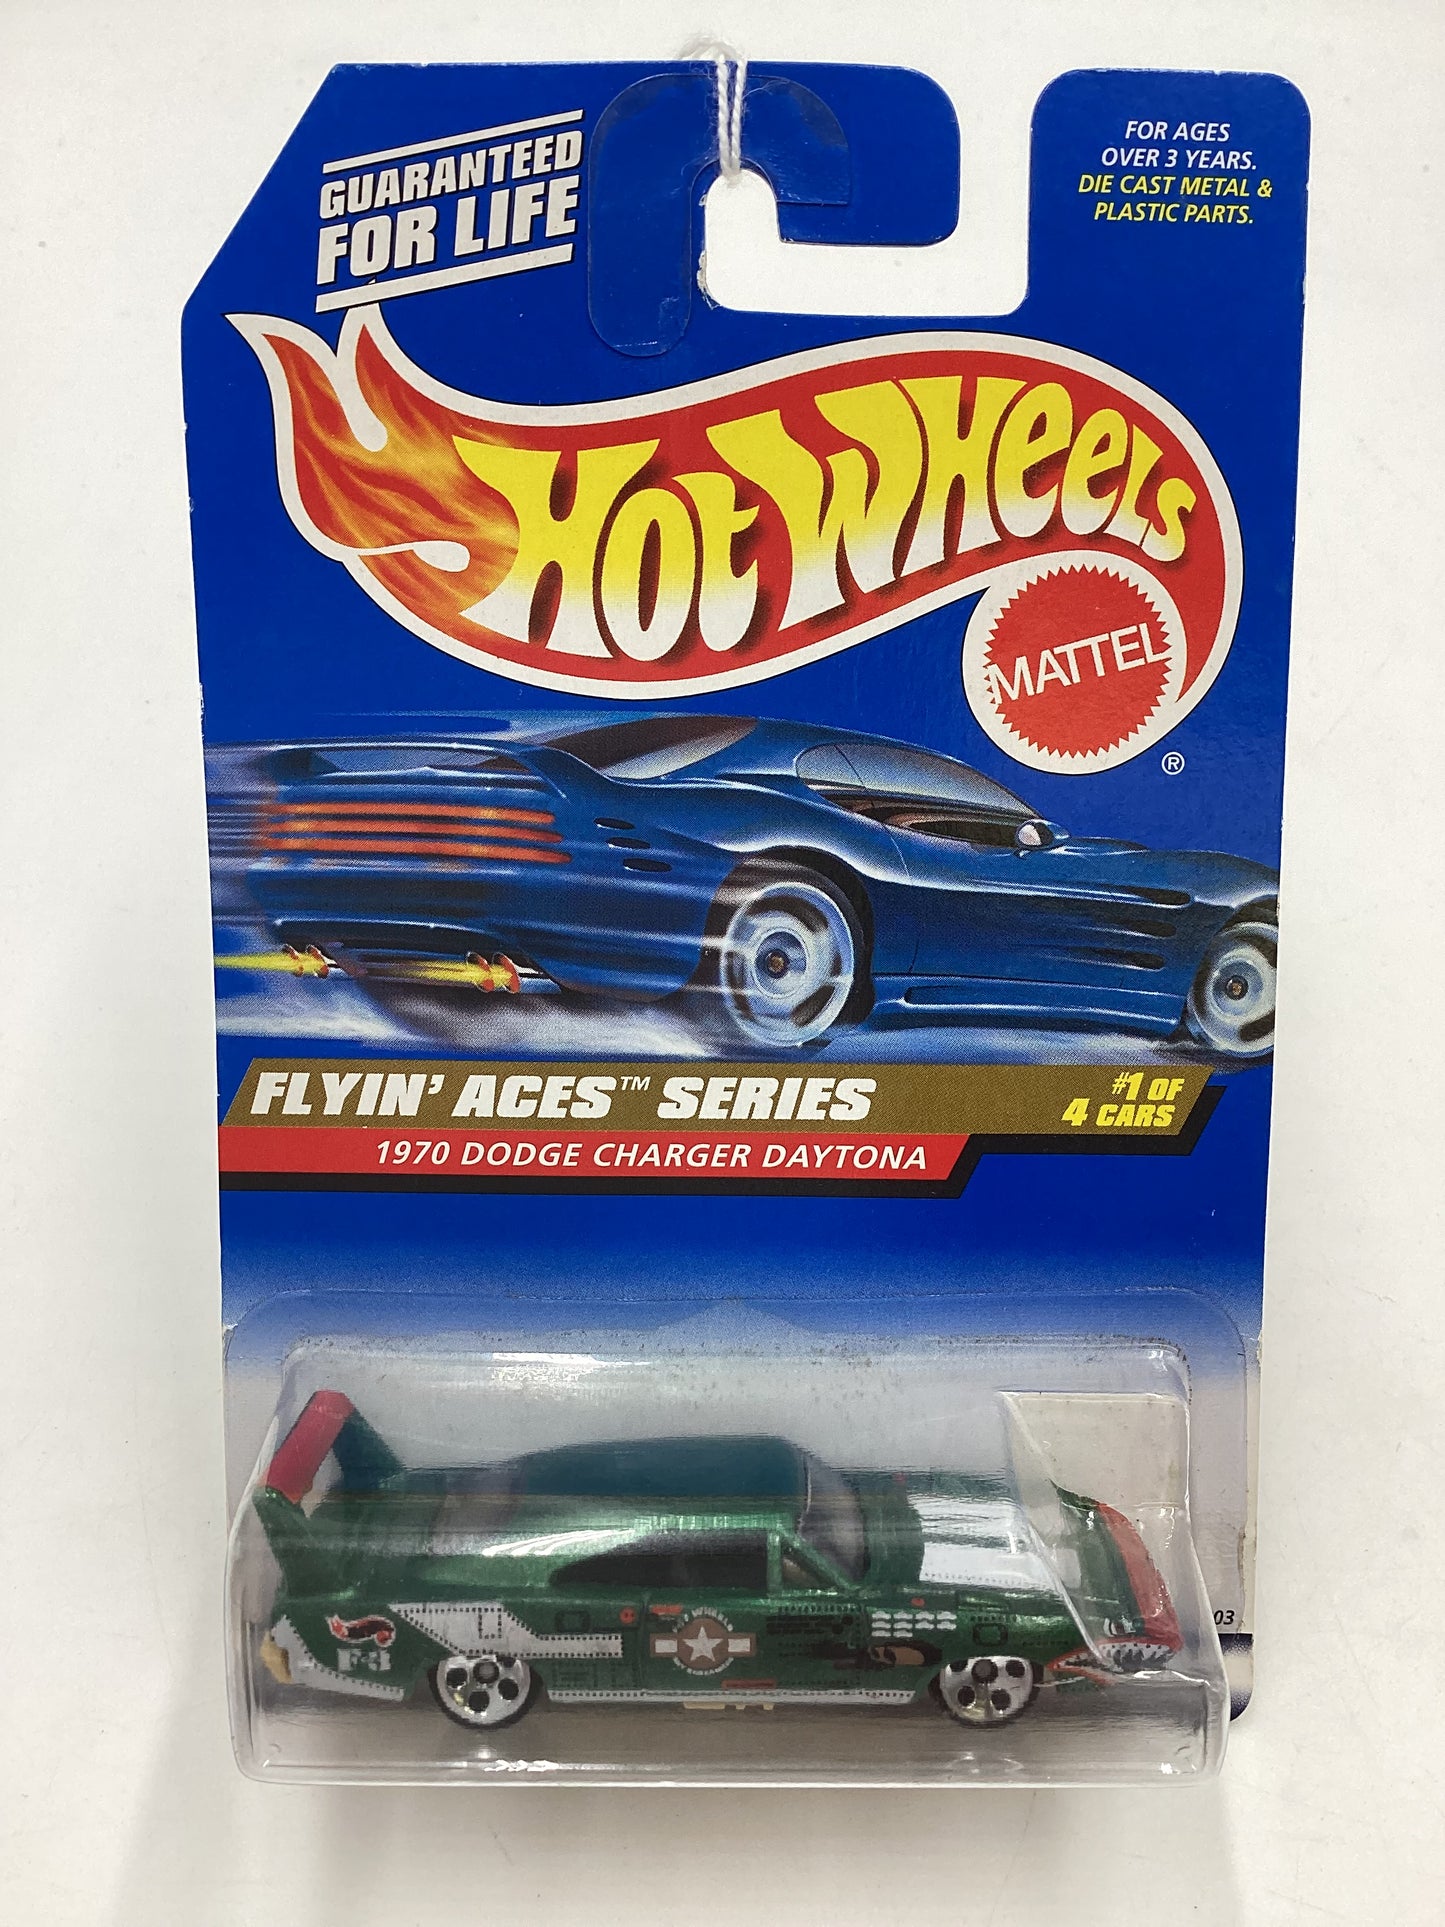 GUARANTEED
FOR LIFE
FOR AGES
OVER 3 YEARS.
DIE CAST METAL &
PLASTIC PARTS.
HOT WHEELS
MATTEL
®
FLYIN' ACES™ SERIES
#1 OF
4 CARS
1970 DODGE CHARGER DAYTONA
03
F-3